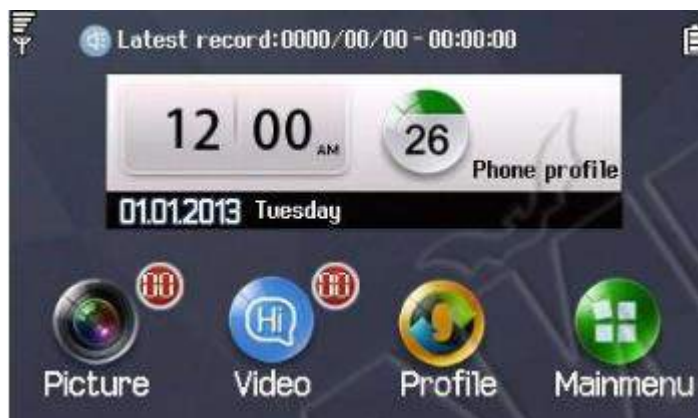 Latest record:0000/00/00-00:00:00
12 00 AM
26
Phone profile
01.01.2013 Tuesday
00 00
Hi
Picture Video Profile Mainmenu